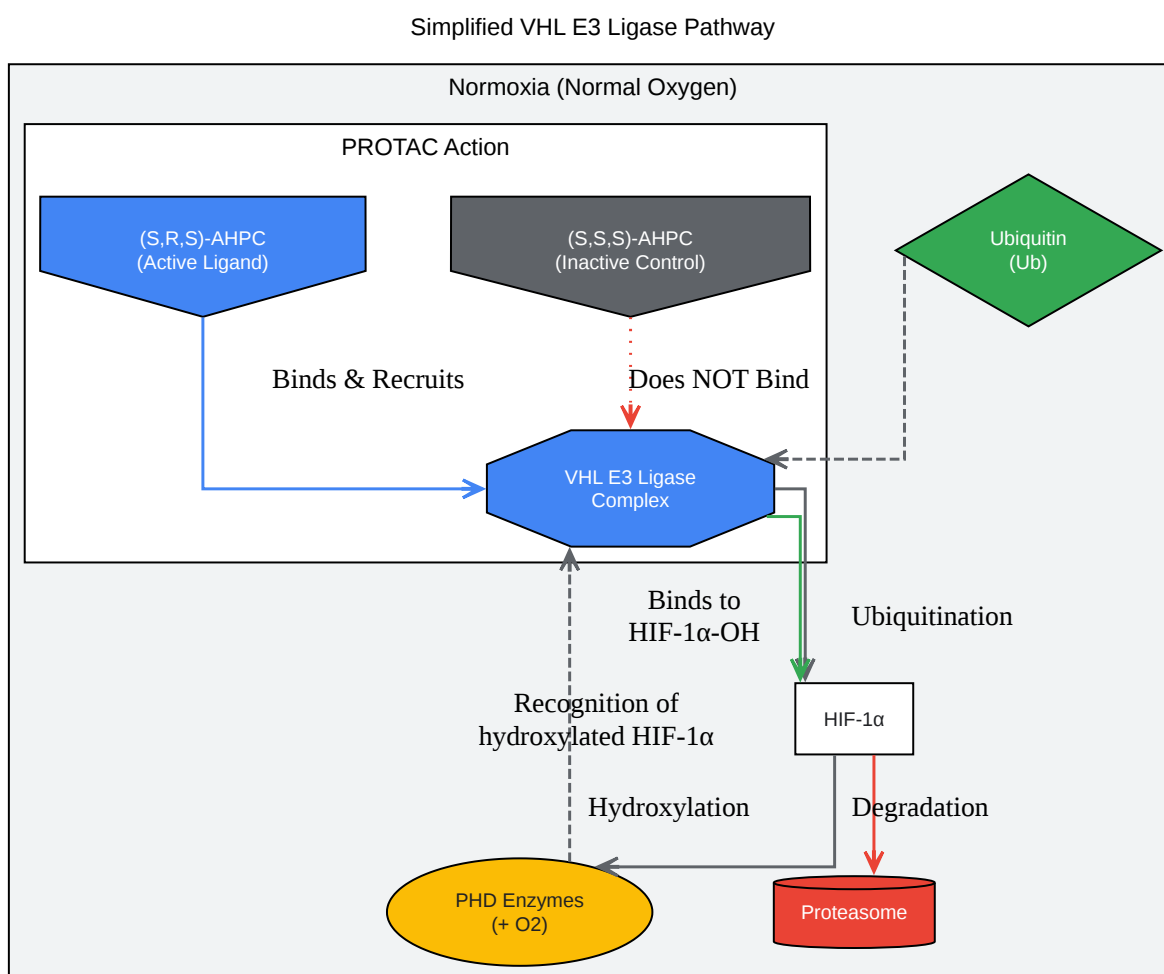 Simplified VHL E3 Ligase Pathway
Normoxia (Normal Oxygen)
PROTAC Action
(S,R,S)-AHPC
(Active Ligand)
(S,S,S)-AHPC
(Inactive Control)
Ubiquitin
(Ub)
Binds & Recruits
Does NOT Bind
VHL E3 Ligase
Complex
Binds to
HIF-1α-OH
Ubiquitination
Recognition of
hydroxylated HIF-1α
HIF-1α
Hydroxylation
Degradation
PHD Enzymes
(+ O2)
Proteasome